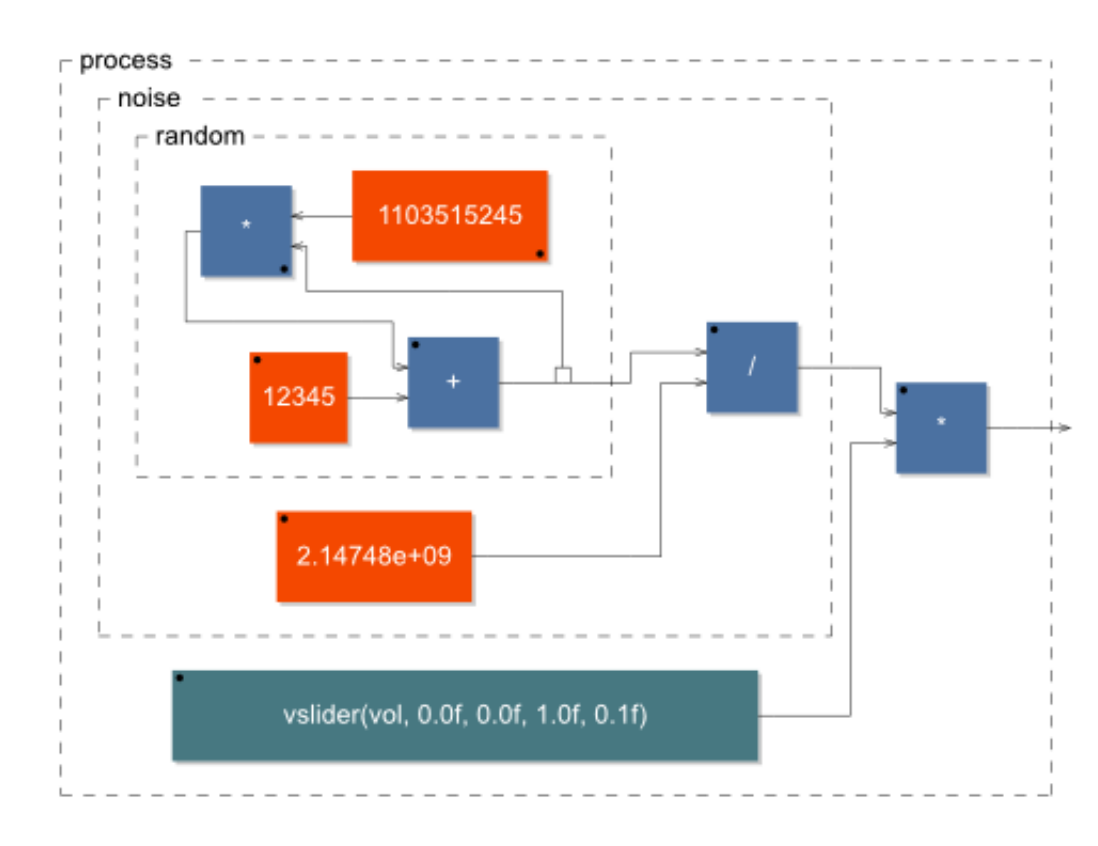 process
noise
random
*
1103515245
12345
+
/
*
2.14748e+09
vslider(vol, 0.0f, 0.0f, 1.0f, 0.1f)